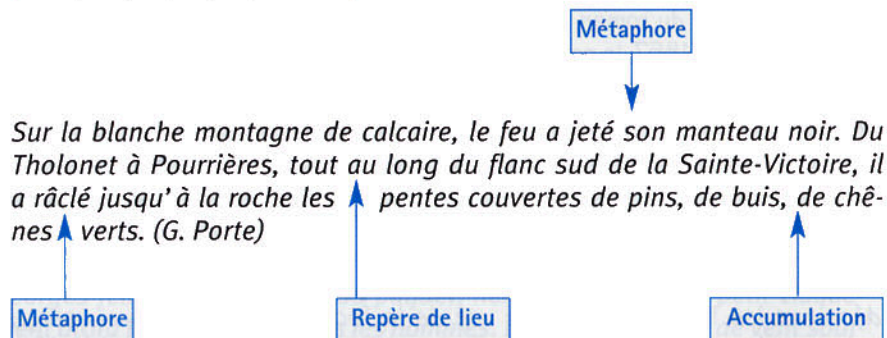 Métaphore
Sur la blanche montagne de calcaire, le feu a jeté son manteau noir. Du
Tholonet à Pourrières, tout au long du flanc sud de la Sainte-Victoire, il
a râclé jusqu' à la roche les pentes couvertes de pins, de buis, de chê-
nes verts. (G. Porte)
Métaphore Repère de lieu Accumulation